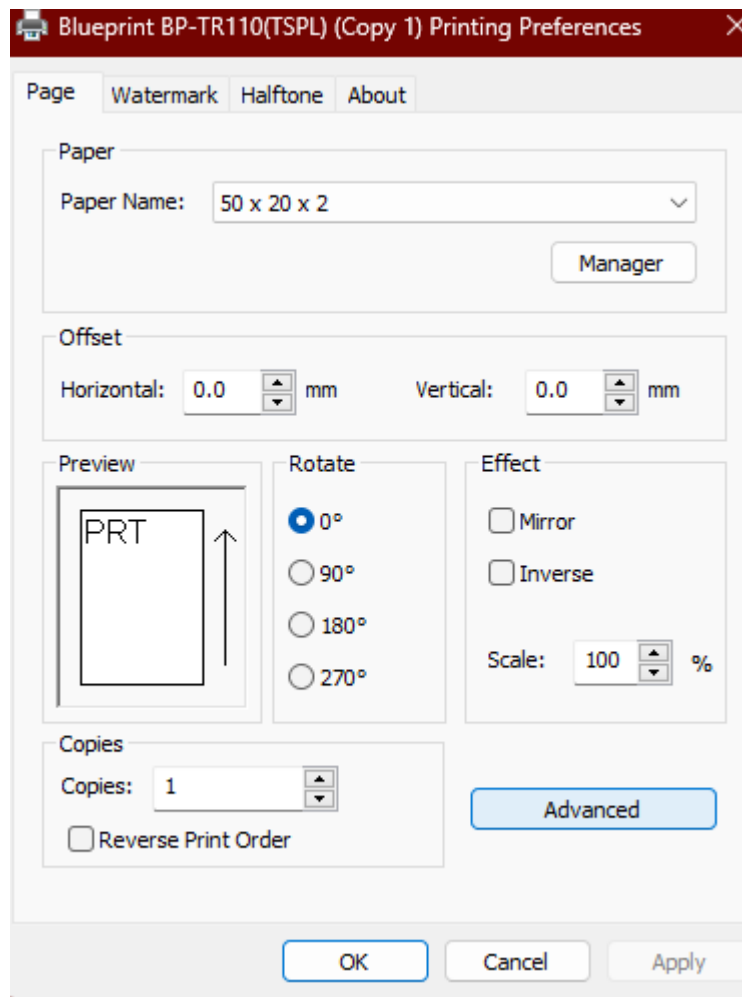 Blueprint BP-TR110(TSPL) (Copy 1) Printing Preferences
Page Watermark Halftone About
Paper
Paper Name: 50 x 20 x 2
Manager
Offset
Horizontal: 0.0 mm Vertical: 0.0 mm
Preview
PRT
Rotate
0°
90°
180°
270°
Effect
Mirror
Inverse
Scale: 100 %
Copies
Copies: 1
Reverse Print Order
Advanced
OK Cancel Apply